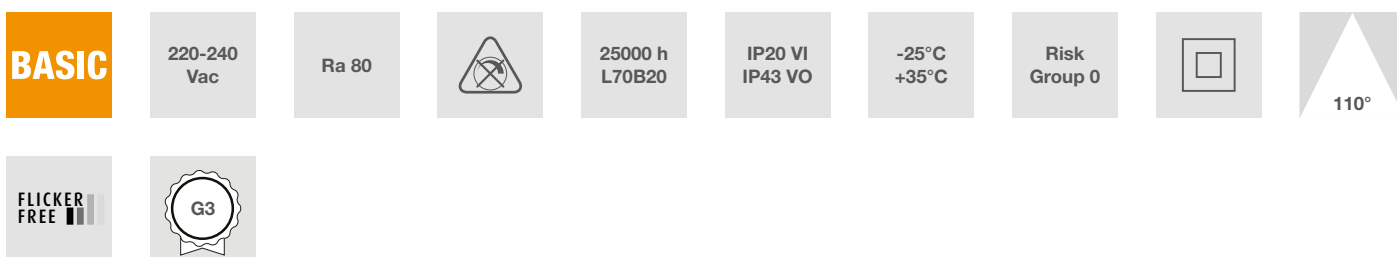 BASIC
220-240
Vac
Ra 80
25000 h
L70B20
IP20 VI
IP43 VO
-25°C
+35°C
Risk
Group 0
110°
FLICKER
FREE
G3